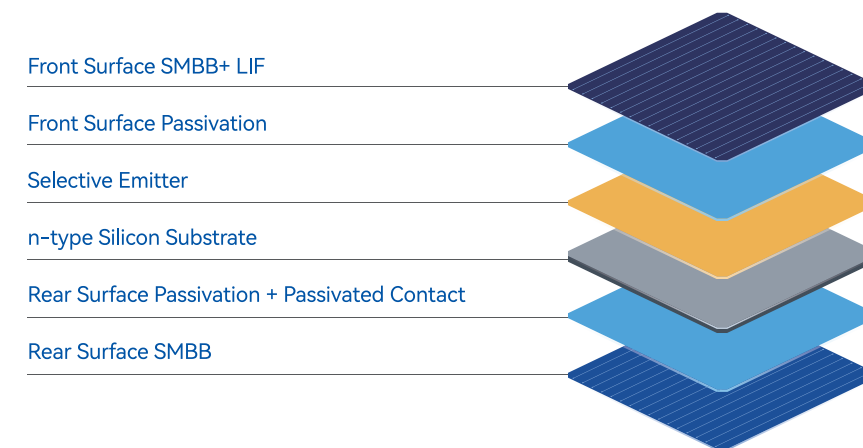 Front Surface SMBB+ LIF
Front Surface Passivation
Selective Emitter
n-type Silicon Substrate
Rear Surface Passivation + Passivated Contact
Rear Surface SMBB